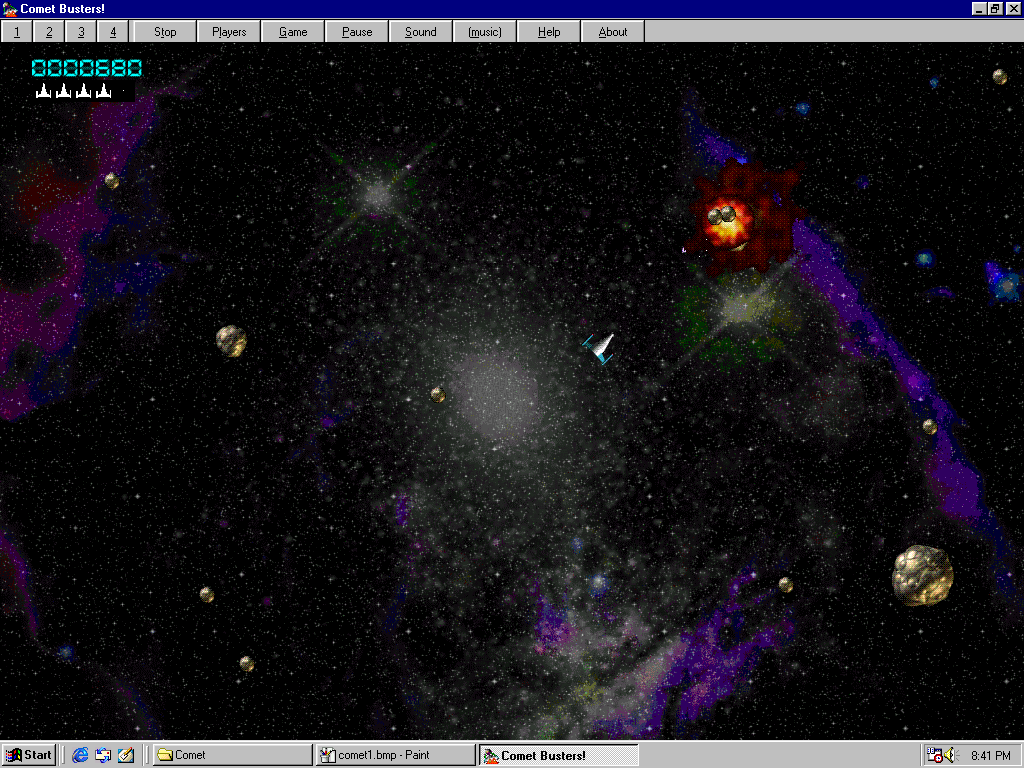 Comet Busters!
1 2 3 4 Stop Players Game Pause Sound (music) Help About
0000680
Start Comet comet1.bmp - Paint Comet Busters! 8:41 PM